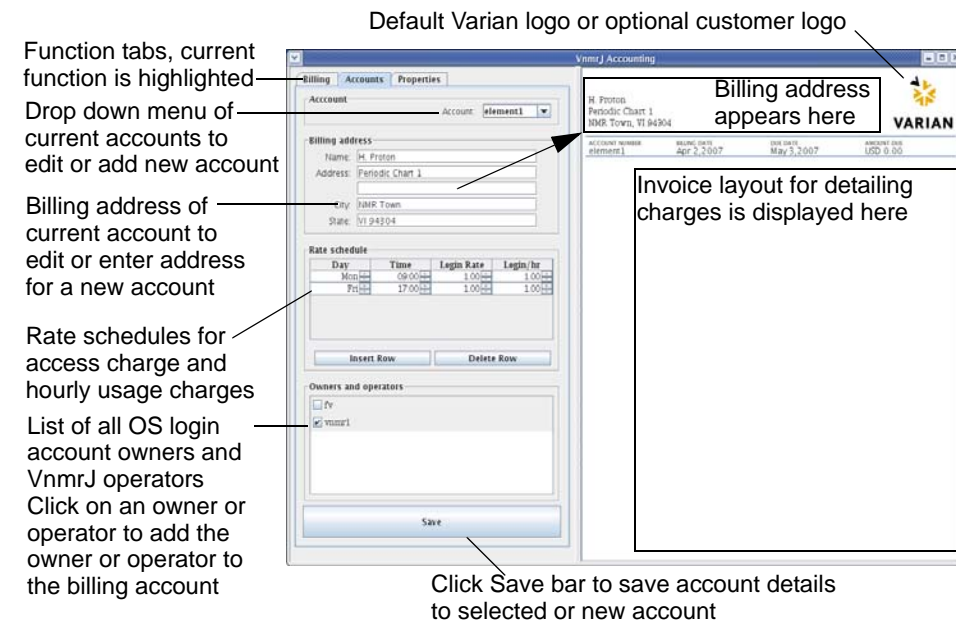 Default Varian logo or optional customer logo
Function tabs, current
function is highlighted
Drop down menu of
current accounts to
edit or add new account
Billing address of
current account to
edit or enter address
for a new account
Rate schedules for
access charge and
hourly usage charges
List of all OS login
account owners and
VnmrJ operators
Click on an owner or
operator to add the
owner or operator to
the billing account
VnmrJ Accounting
Billing Accounts Properties
Acccount
Account: element1
Billing address
Name: H. Proton
Address: Periodic Chart 1
City: NMR Town
State: VI 94304
Rate schedule
Day Time Login Rate Login/hr
Mon 09:00 1.00 1.00
Fri 17:00 1.00 1.00
Insert Row Delete Row
Owners and operators
fv
vnmr1
Save
H. Proton
Periodic Chart 1
NMR Town, VI 94304
Billing address
appears here
VARIAN
ACCOUNT NUMBER BILLING DATE DUE DATE AMOUNT DUE
element1 Apr 2,2007 May 3,2007 USD 0.00
Invoice layout for detailing
charges is displayed here
Click Save bar to save account details
to selected or new account